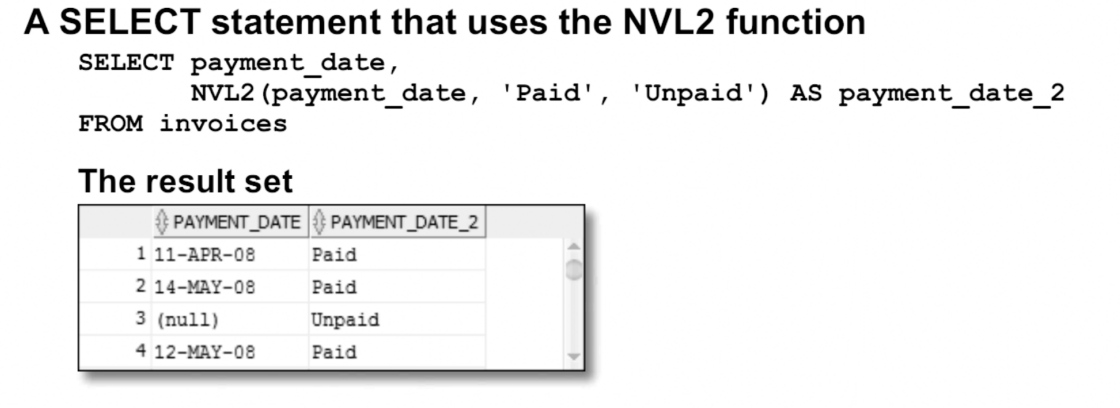 A SELECT statement that uses the NVL2 function
SELECT payment_date,
NVL2(payment_date, 'Paid', 'Unpaid') AS payment_date_2
FROM invoices
The result set
PAYMENT_DATE PAYMENT_DATE_2
1 11-APR-08 Paid
2 14-MAY-08 Paid
3 (null) Unpaid
4 12-MAY-08 Paid